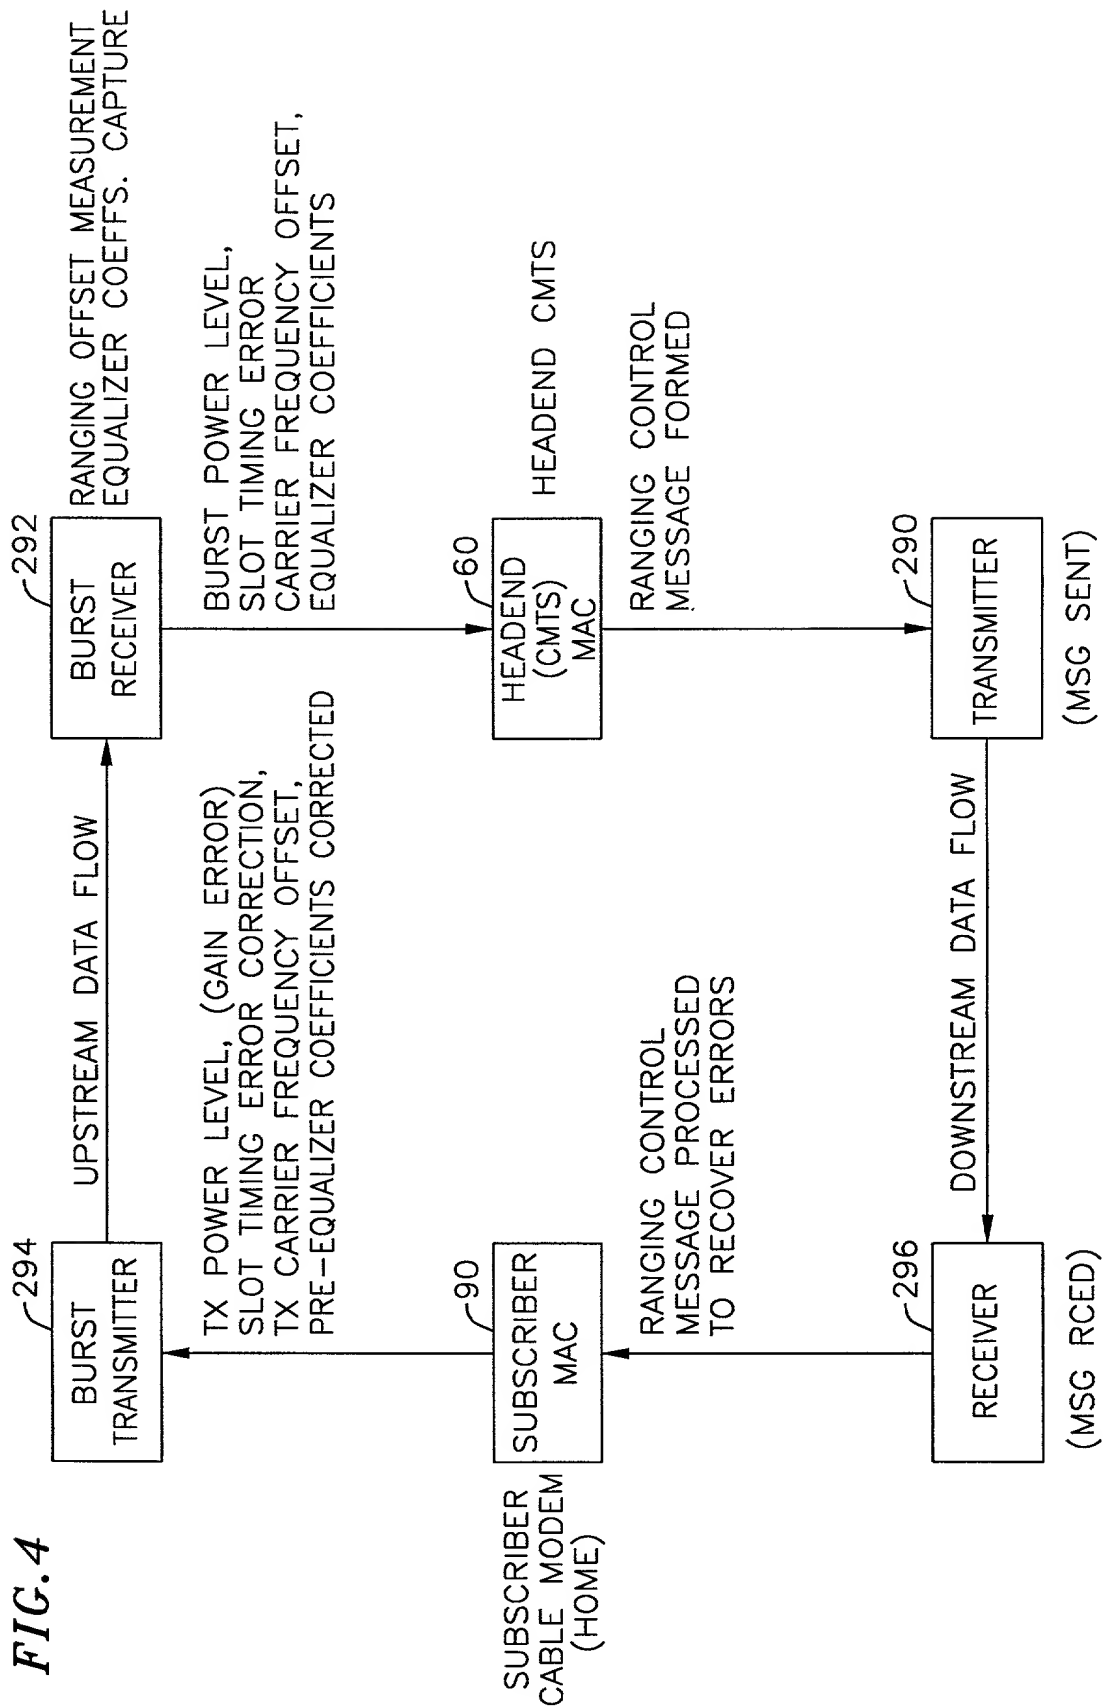 FIG.4
294
BURST
TRANSMITTER
UPSTREAM DATA FLOW
292
BURST
RECEIVER
RANGING OFFSET MEASUREMENT
EQUALIZER COEFFS. CAPTURE
TX POWER LEVEL, (GAIN ERROR)
SLOT TIMING ERROR CORRECTION,
TX CARRIER FREQUENCY OFFSET,
PRE-EQUALIZER COEFFICIENTS CORRECTED
BURST POWER LEVEL,
SLOT TIMING ERROR
CARRIER FREQUENCY OFFSET,
EQUALIZER COEFFICIENTS
SUBSCRIBER
CABLE MODEM
(HOME)
90
SUBSCRIBER
MAC
60
HEADEND
(CMTS)
MAC
HEADEND CMTS
RANGING CONTROL
MESSAGE PROCESSED
TO RECOVER ERRORS
RANGING CONTROL
MESSAGE FORMED
296
RECEIVER
(MSG RCED)
DOWNSTREAM DATA FLOW
290
TRANSMITTER
(MSG SENT)